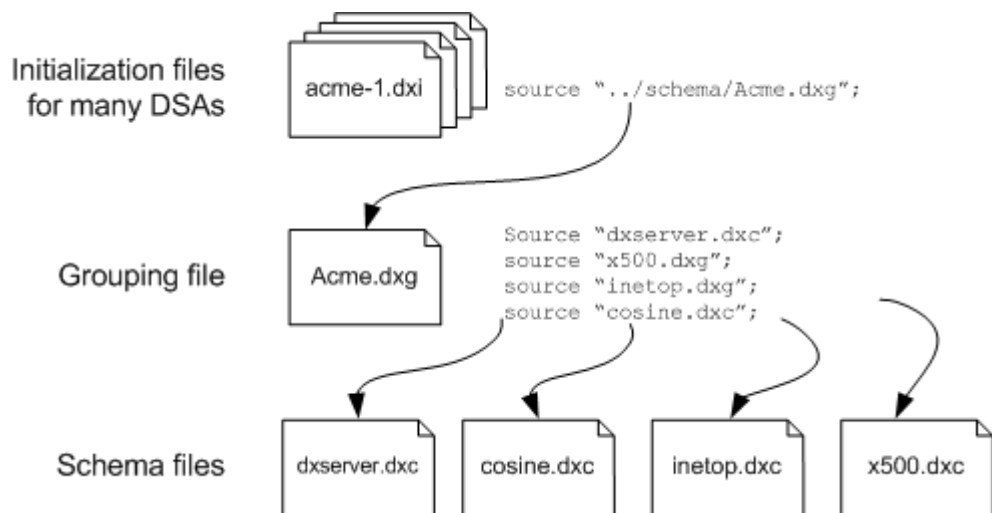 Initialization files
for many DSAs
acme-1.dxi
source “../schema/Acme.dxg”;
Grouping file
Acme.dxg
Source “dxserver.dxc”;
source “x500.dxg”;
source “inetop.dxg”;
source “cosine.dxc”;
Schema files
dxserver.dxc
cosine.dxc
inetop.dxc
x500.dxc